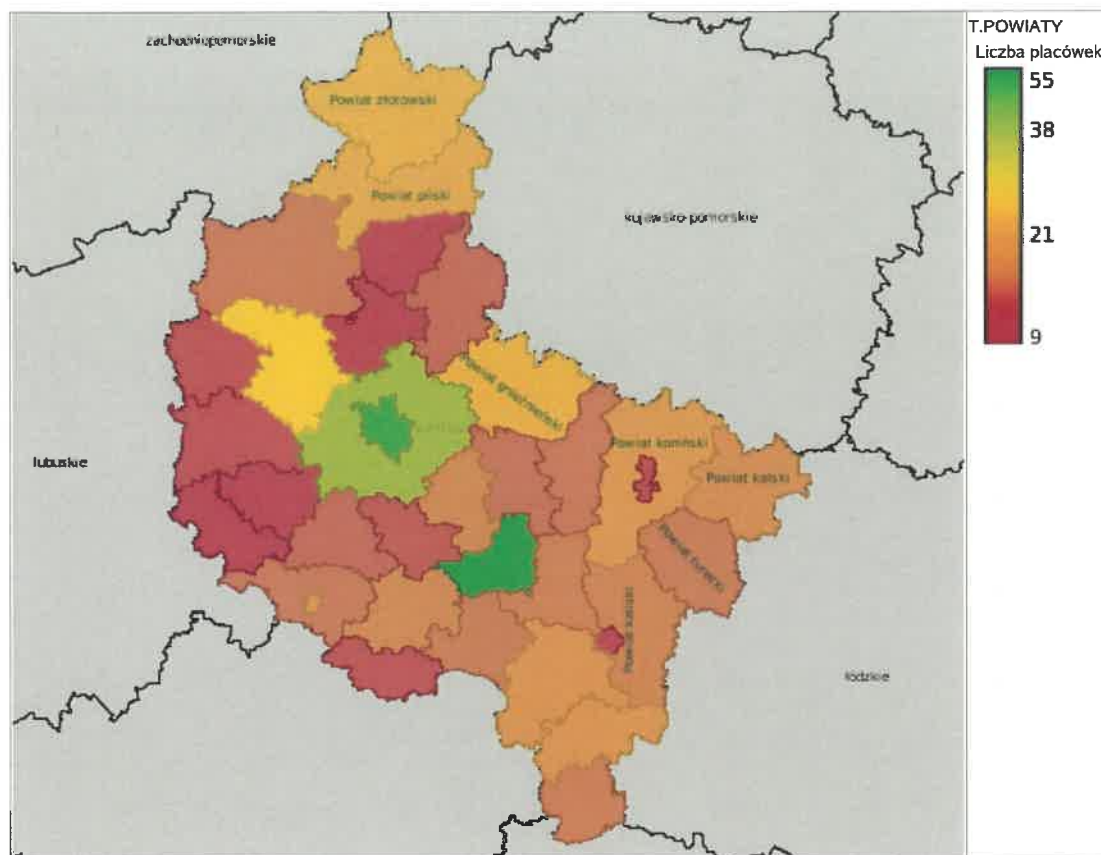 zachodniopomorskie
T.POWIATY
Liczba placówek
55
38
21
9
Powiat złotowski
Powiat pilski
kujawsko-pomorskie
Powiat gnieźnieński
lubuskie
Powiat koniński
Powiat kolski
Powiat turecki
Powiat kaliski
łódzkie